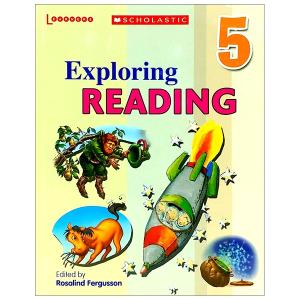 LEARNERS
SCHOLASTIC
5
Exploring
READING
Edited by
Rosalind Fergusson